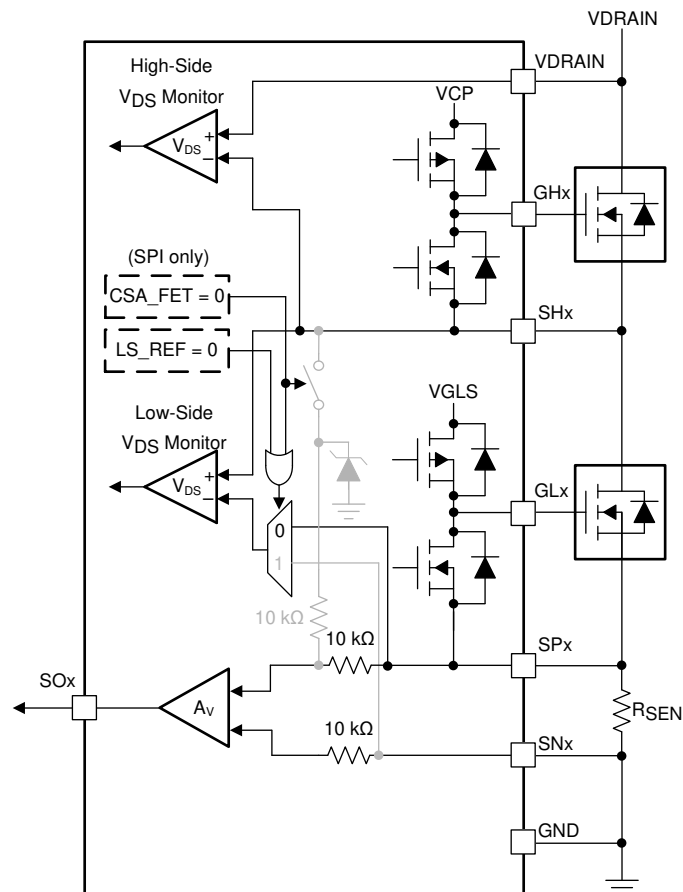 VDRAIN
High-Side
VDS Monitor
VDRAIN
VCP
+
VDS
−
GHx
(SPI only)
CSA_FET = 0
SHx
LS_REF = 0
VGLS
Low-Side
VDS Monitor
+
VDS
−
GLx
0
1
10 kΩ
10 kΩ
SPx
SOx
AV
RSEN
10 kΩ
SNx
GND